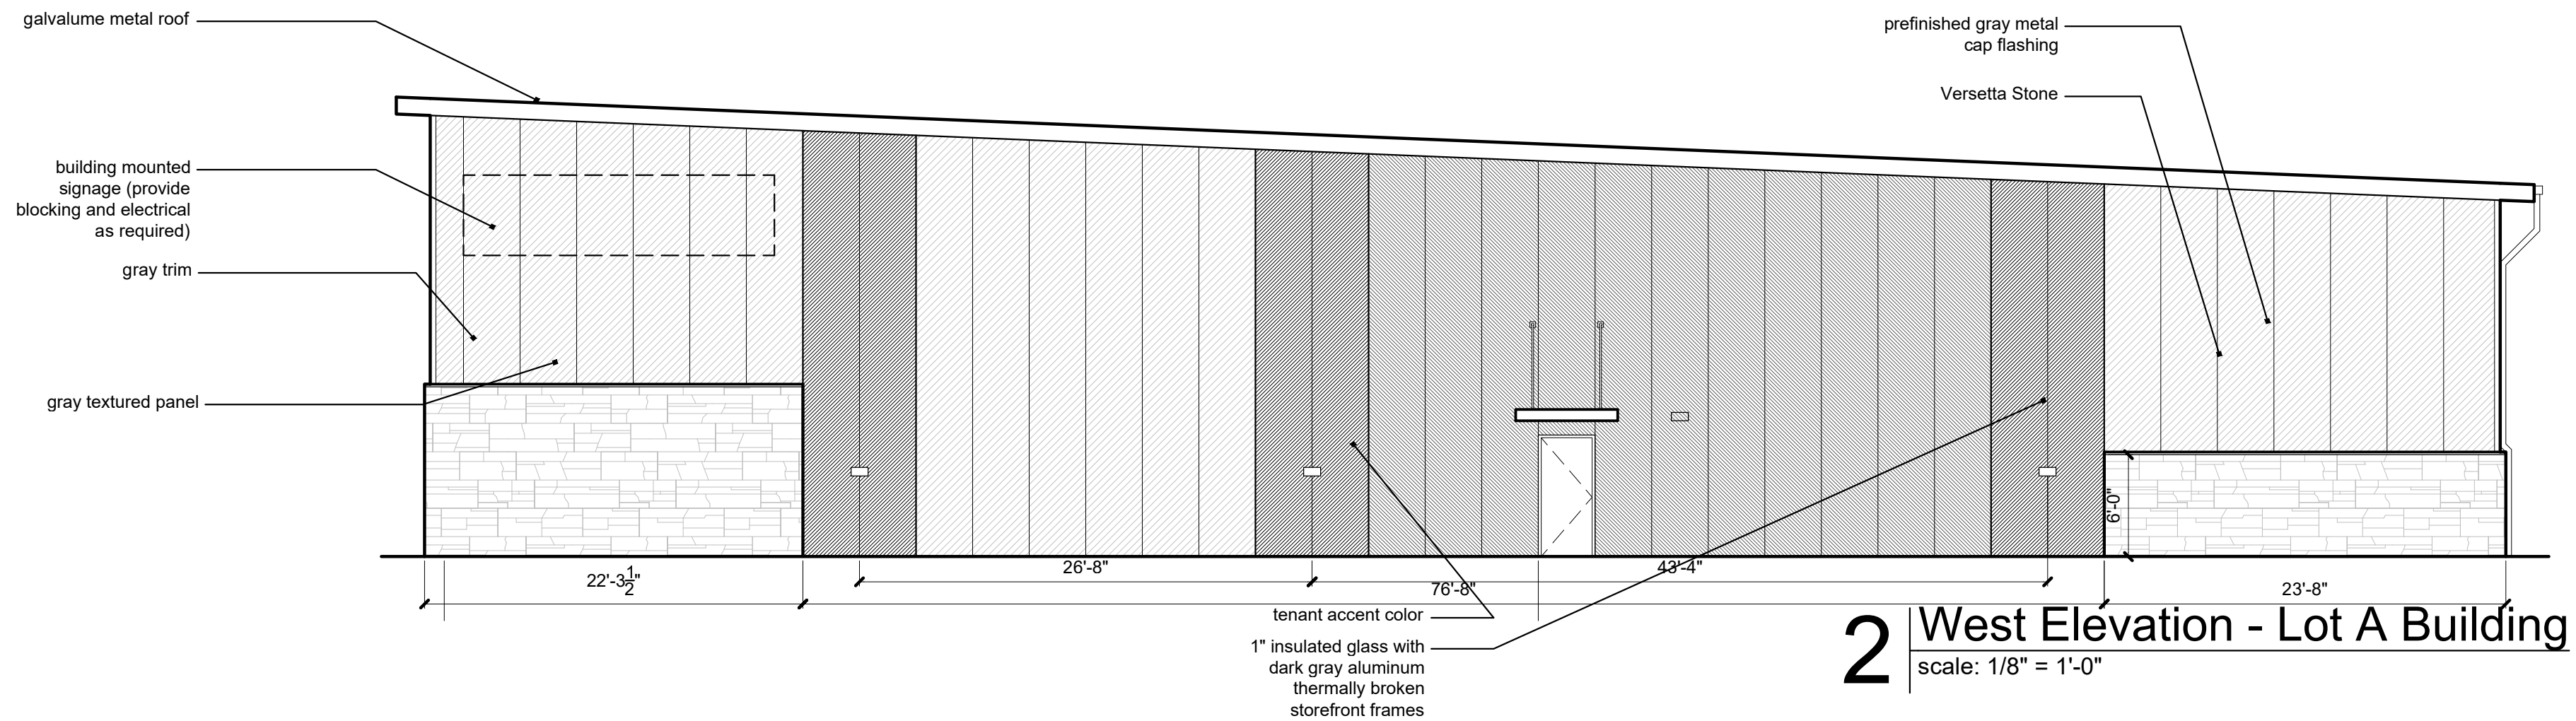 galvalume metal roof
building mounted
signage (provide
blocking and electrical
as required)
gray trim
gray textured panel
prefinished gray metal
cap flashing
Versetta Stone
6'-0"
22'-3 1/2"
26'-8"
43'-4"
76'-8"
23'-8"
tenant accent color
1" insulated glass with
dark gray aluminum
thermally broken
storefront frames
2
West Elevation - Lot A Building
scale: 1/8" = 1'-0"